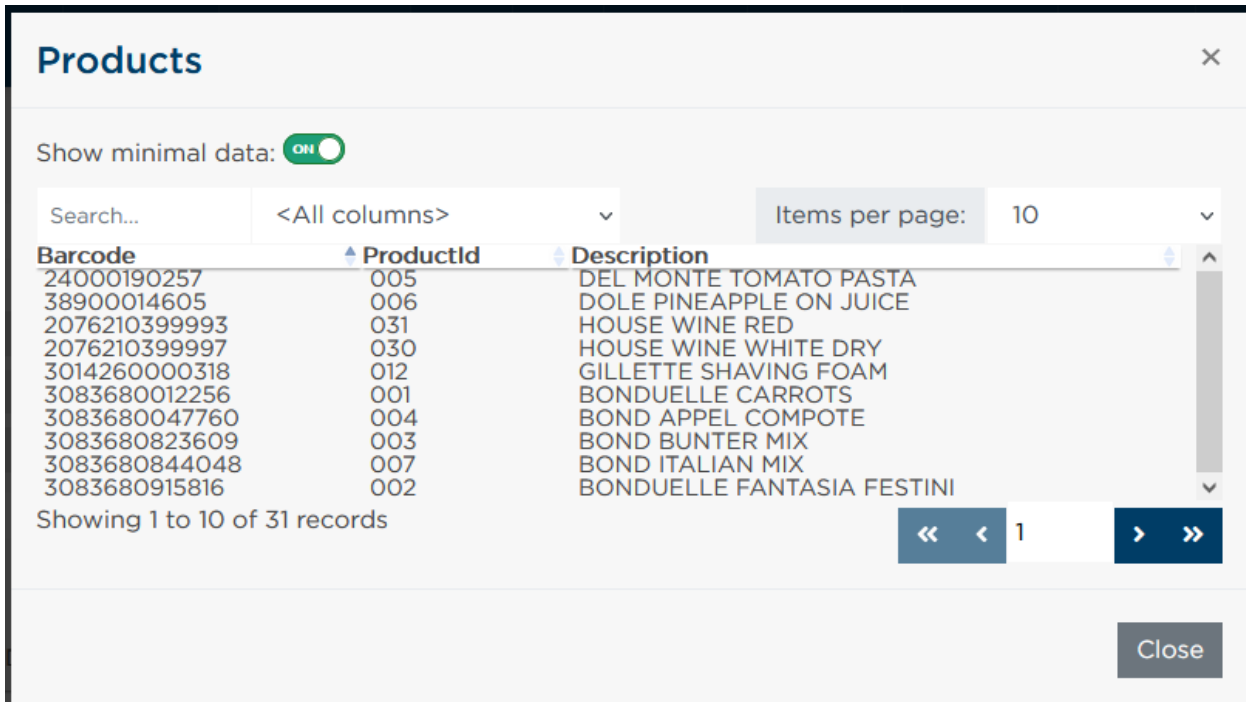 Products ×
Show minimal data: ON
Search... <All columns> Items per page: 10
Barcode ProductId Description
24000190257 005 DEL MONTE TOMATO PASTA
38900014605 006 DOLE PINEAPPLE ON JUICE
2076210399993 031 HOUSE WINE RED
2076210399997 030 HOUSE WINE WHITE DRY
3014260000318 012 GILLETTE SHAVING FOAM
3083680012256 001 BONDUELLE CARROTS
3083680047760 004 BOND APPEL COMPOTE
3083680823609 003 BOND BUNTER MIX
3083680844048 007 BOND ITALIAN MIX
3083680915816 002 BONDUELLE FANTASIA FESTINI
Showing 1 to 10 of 31 records
« ‹ 1 › »
Close